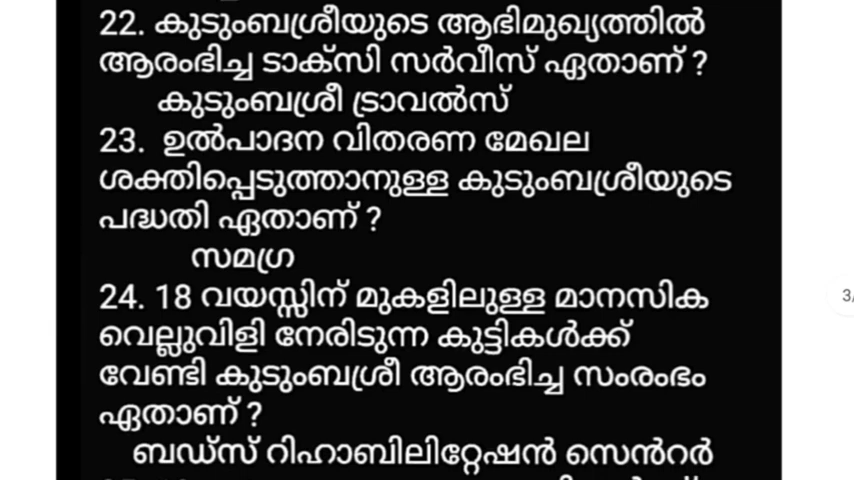 22. കുടുംബശ്രീയുടെ ആഭിമുഖ്യത്തിൽ
ആരംഭിച്ച ടാക്സി സർവീസ് ഏതാണ് ?
കുടുംബശ്രീ ട്രാവൽസ്
23. ഉൽപാദന വിതരണ മേഖല
ശക്തിപ്പെടുത്താനുള്ള കുടുംബശ്രീയുടെ
പദ്ധതി ഏതാണ് ?
സമഗ്ര
24. 18 വയസ്സിന് മുകളിലുള്ള മാനസിക
വെല്ലുവിളി നേരിടുന്ന കുട്ടികൾക്ക്
വേണ്ടി കുടുംബശ്രീ ആരംഭിച്ച സംരംഭം
ഏതാണ് ?
ബഡ്സ് റിഹാബിലിറ്റേഷൻ സെൻറർ
3/